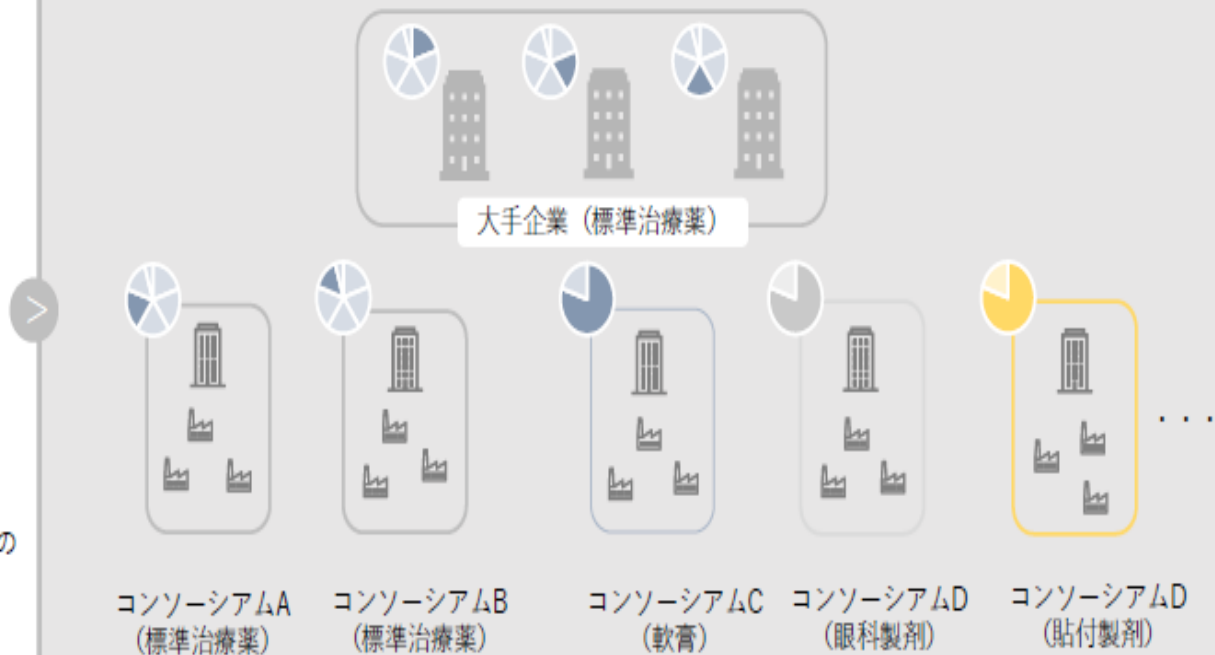 大手企業（標準治療薬）
>
の
・・・
コンソーシアムA
（標準治療薬）
コンソーシアムB
（標準治療薬）
コンソーシアムC
（軟膏）
コンソーシアムD
（眼科製剤）
コンソーシアムD
（貼付製剤）